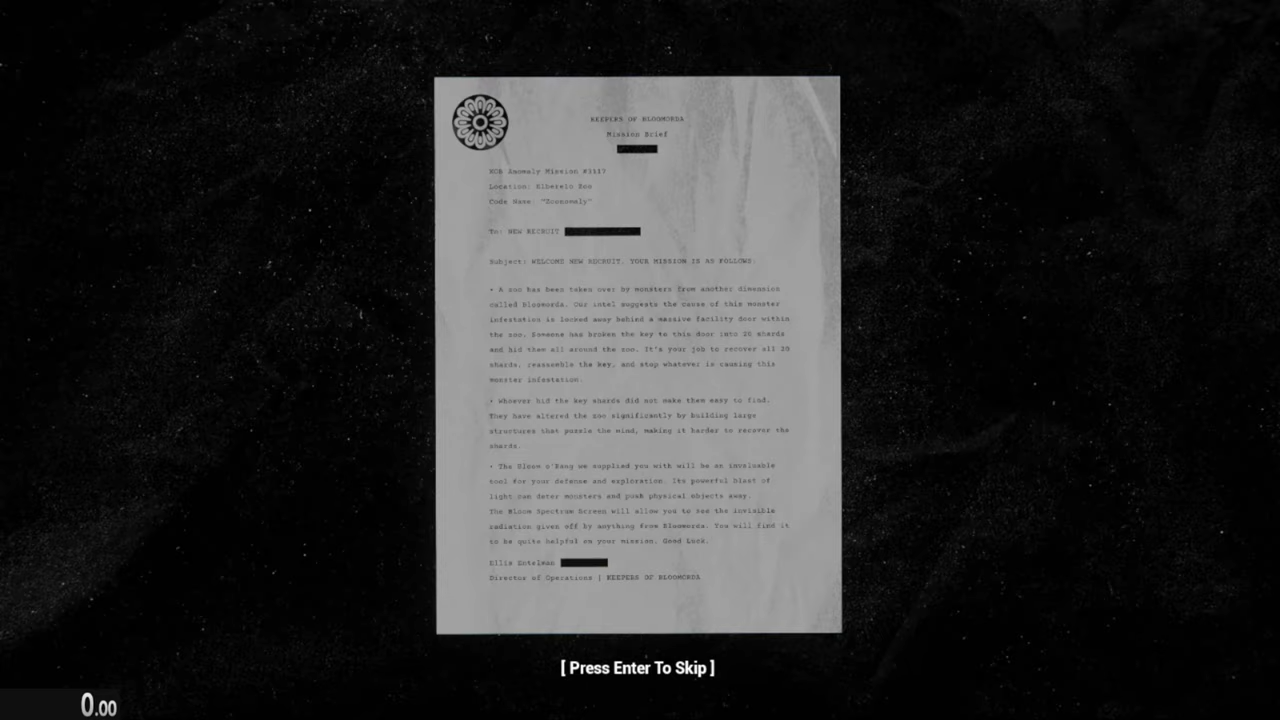 KEEPERS OF BLOOMORDA
Mission Brief
KOB Anomaly Mission #3117
Location: Elberelo Zoo
Code Name: "Zoonomaly"
To: NEW RECRUIT
Subject: WELCOME NEW RECRUIT. YOUR MISSION IS AS FOLLOWS:
• A zoo has been taken over by monsters from another dimension
called Bloomorda. Our intel suggests the cause of this monster
infestation is locked away behind a massive facility door within
the zoo. Someone has broken the key to this door into 20 shards
and hid them all around the zoo. It's your job to recover all 20
shards, reassemble the key, and stop whatever is causing this
monster infestation.
• Whoever hid the key shards did not make them easy to find.
They have altered the zoo significantly by building large
structures that puzzle the mind, making it harder to recover the
shards.
• The Bloom o'Bang we supplied you with will be an invaluable
tool for your defense and exploration. Its powerful blast of
light can deter monsters and push physical objects away.
The Bloom Spectrum Screen will allow you to see the invisible
radiation given off by anything from Bloomorda. You will find it
to be quite helpful on your mission. Good Luck.
Ellis Entelman
Director of Operations | KEEPERS OF BLOOMORDA
[ Press Enter To Skip ]
0.00